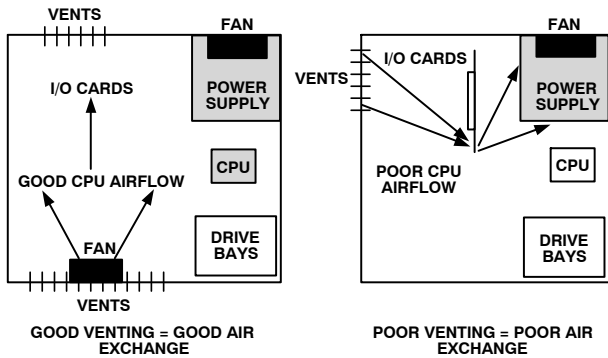 VENTS
FAN
I/O CARDS
POWER
SUPPLY
CPU
GOOD CPU AIRFLOW
FAN
DRIVE
BAYS
VENTS
GOOD VENTING = GOOD AIR
EXCHANGE
FAN
I/O CARDS
VENTS
POWER
SUPPLY
CPU
POOR CPU
AIRFLOW
DRIVE
BAYS
POOR VENTING = POOR AIR
EXCHANGE